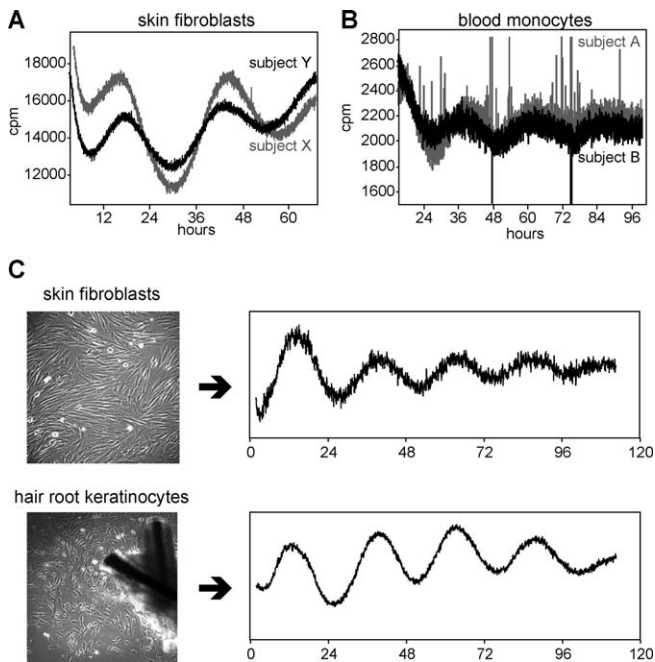 A
skin fibroblasts
18000
16000
14000
12000
cpm
subject Y
subject X
12 24 36 48 60
hours
B
blood monocytes
2800
2600
2400
2200
2000
1800
1600
cpm
subject A
subject B
24 36 48 60 72 84 96
hours
C
skin fibroblasts
0 24 48 72 96 120
hair root keratinocytes
0 24 48 72 96 120